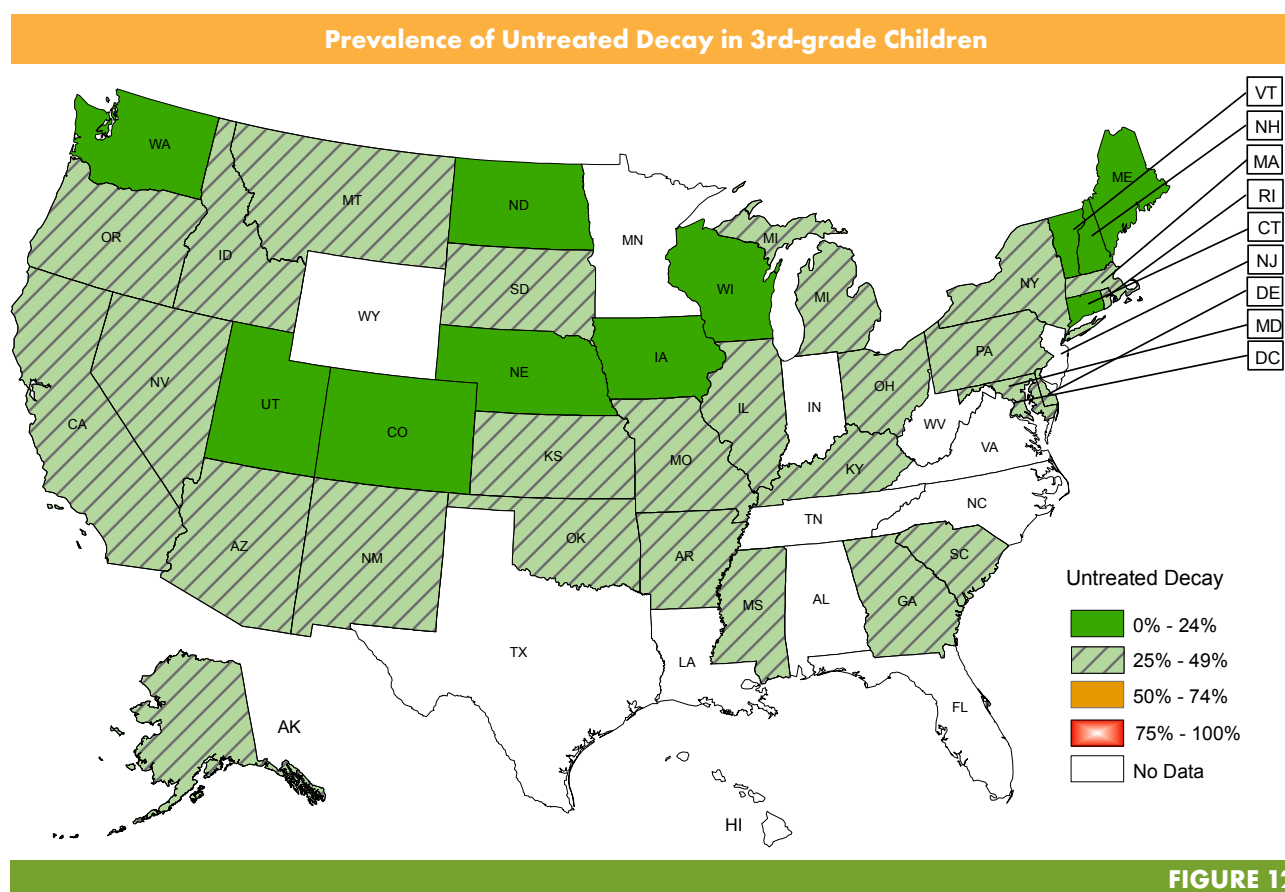 Prevalence of Untreated Decay in 3rd-grade Children
VT
NH
MA
RI
CT
NJ
DE
MD
DC
WA
MT
ND
MN
ME
OR
ID
SD
WI
MI
MI
NY
WY
IA
PA
NV
UT
NE
IL
IN
OH
WV
VA
CA
CO
KS
MO
KY
NC
TN
AZ
NM
OK
AR
SC
MS
AL
GA
TX
LA
FL
AK
HI
Untreated Decay
0% - 24%
25% - 49%
50% - 74%
75% - 100%
No Data